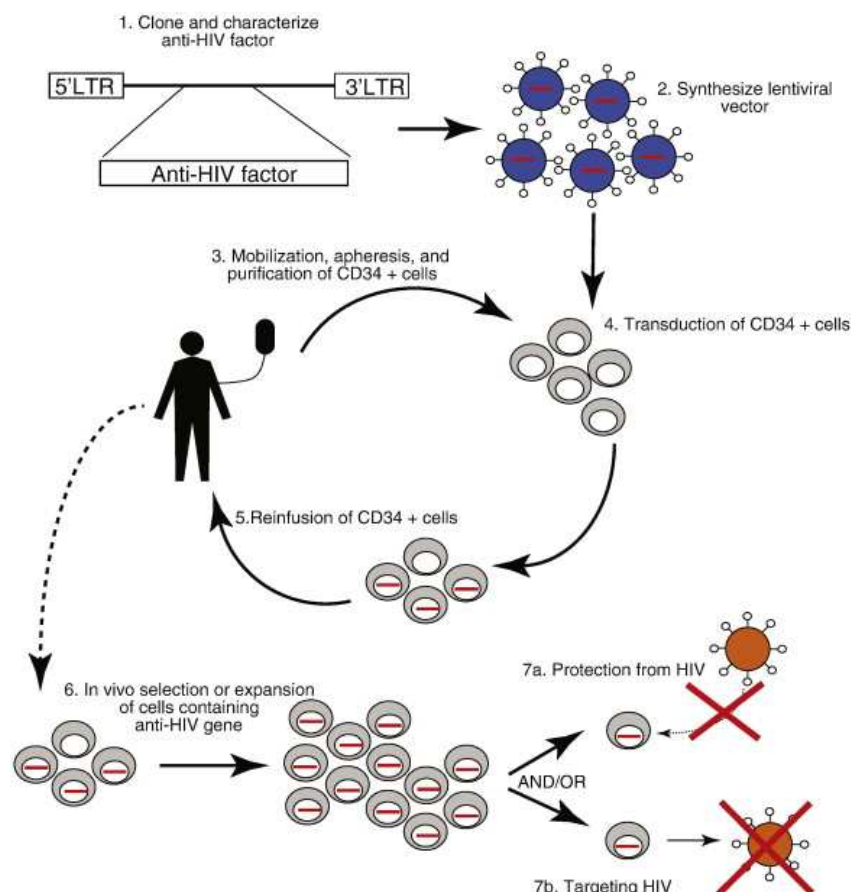 1. Clone and characterize
anti-HIV factor
5'LTR
3'LTR
Anti-HIV factor
2. Synthesize lentiviral
vector
3. Mobilization, apheresis, and
purification of CD34 + cells
4. Transduction of CD34 + cells
5.Reinfusion of CD34 + cells
6. In vivo selection or expansion
of cells containing
anti-HIV gene
7a. Protection from HIV
AND/OR
7b. Targeting HIV